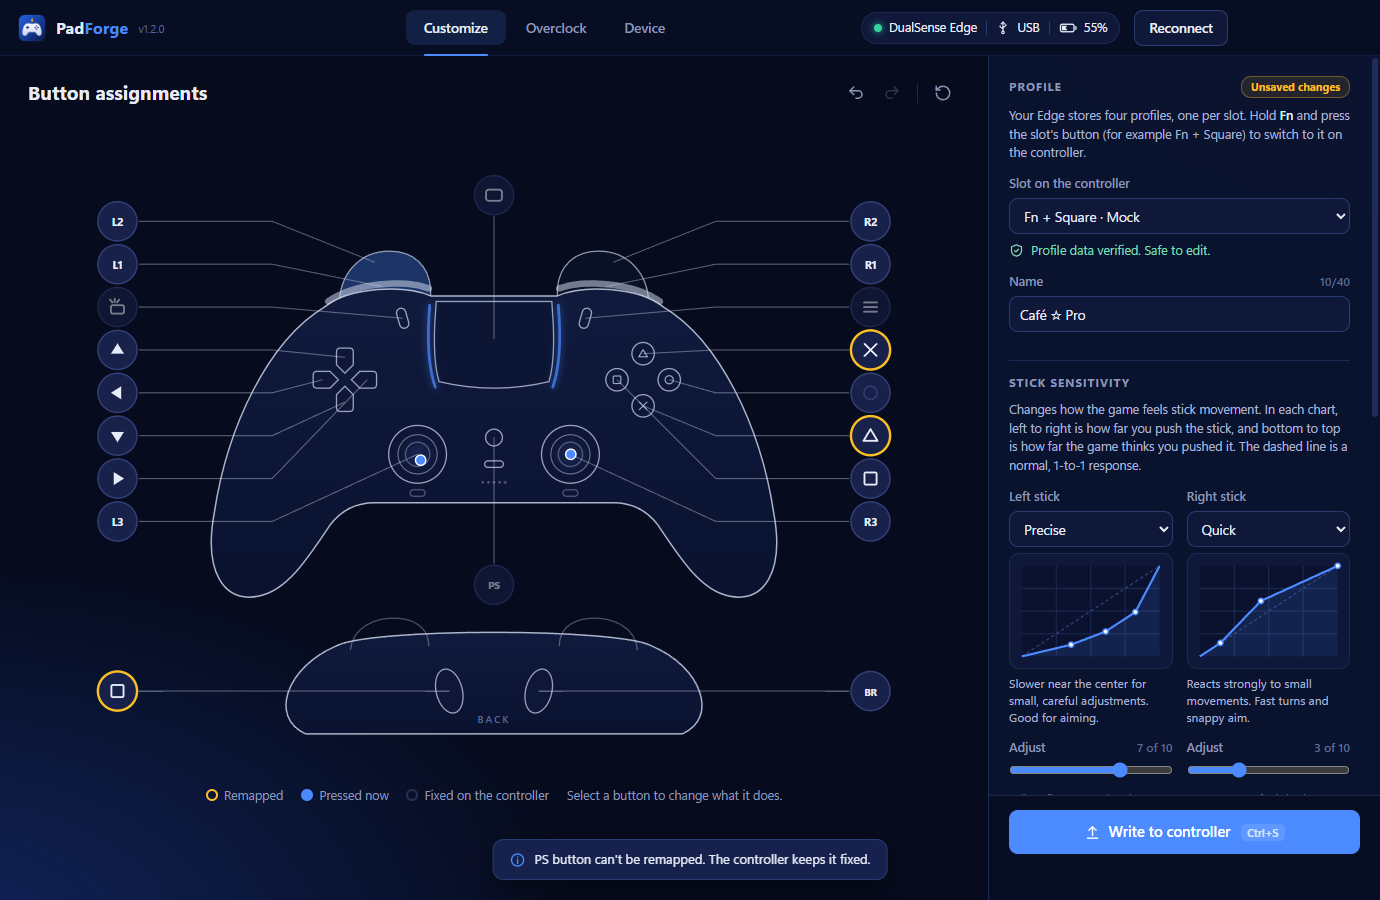 PadForge v1.2.0
Customize
Overclock
Device
DualSense Edge
USB
55%
Reconnect
Button assignments
L2
L1
L3
R2
R1
R3
PS
BR
BACK
Remapped
Pressed now
Fixed on the controller
Select a button to change what it does.
PS button can't be remapped. The controller keeps it fixed.
PROFILE
Unsaved changes
Your Edge stores four profiles, one per slot. Hold Fn and press
the slot's button (for example Fn + Square) to switch to it on
the controller.
Slot on the controller
Fn + Square · Mock
Profile data verified. Safe to edit.
Name
10/40
Café ☆ Pro
STICK SENSITIVITY
Changes how the game feels stick movement. In each chart,
left to right is how far you push the stick, and bottom to top
is how far the game thinks you pushed it. The dashed line is a
normal, 1-to-1 response.
Left stick
Right stick
Precise
Quick
Slower near the center for
small, careful adjustments.
Good for aiming.
Reacts strongly to small
movements. Fast turns and
snappy aim.
Adjust
7 of 10
Adjust
3 of 10
Write to controller
Ctrl+S